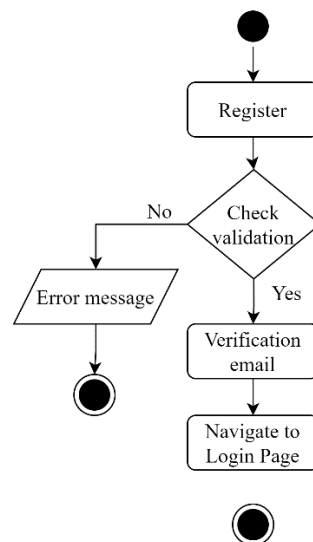 Register
Check
validation
No
Yes
Error message
Verification
email
Navigate to
Login Page